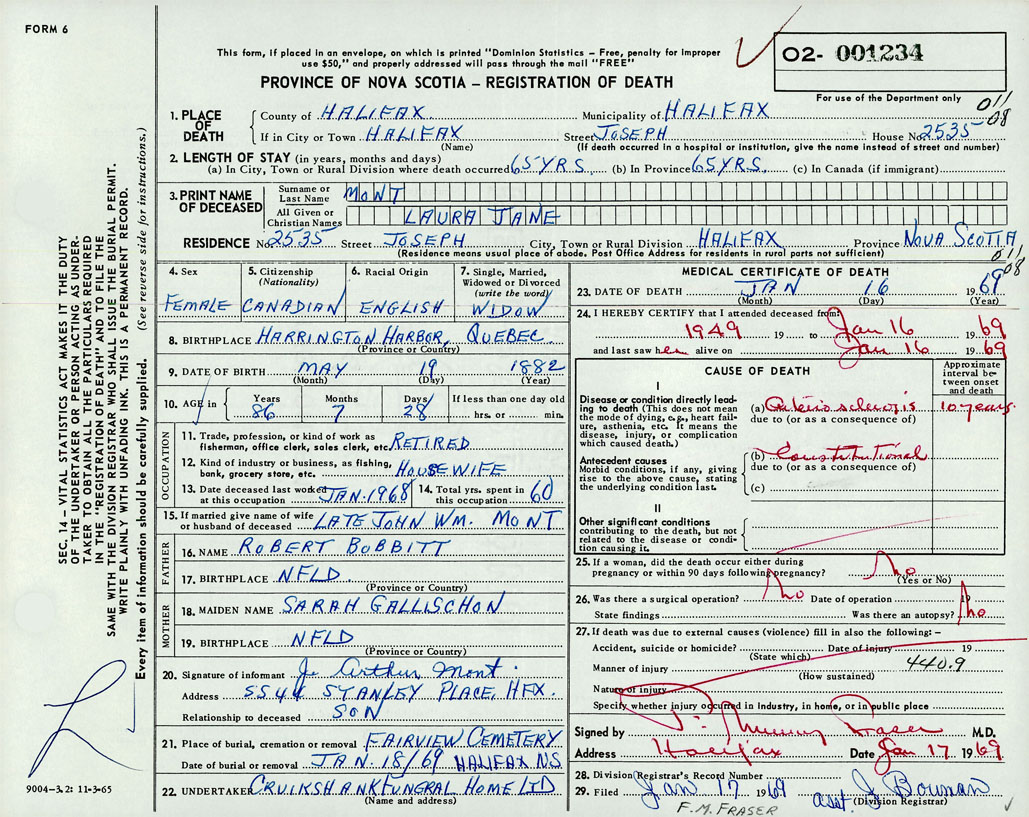 FORM 6
This form, if placed in an envelope, on which is printed "Dominion Statistics – Free, penalty for improper
use $50," and properly addressed will pass through the mail "FREE"
PROVINCE OF NOVA SCOTIA – REGISTRATION OF DEATH
02- 001234
For use of the Department only
011
08
1. PLACE OF DEATH
County of HALIFAX Municipality of HALIFAX
If in City or Town HALIFAX Street JOSEPH House No. 2535
(Name) (If death occurred in a hospital or institution, give the name instead of street and number)
2. LENGTH OF STAY (in years, months and days)
(a) In City, Town or Rural Division where death occurred 65 YRS. (b) In Province 65 YRS. (c) In Canada (if immigrant)
3. PRINT NAME OF DECEASED
Surname or Last Name MONT
All Given or Christian Names LAURA JANE
RESIDENCE No. 2535 Street JOSEPH City, Town or Rural Division HALIFAX Province NOVA SCOTIA
(Residence means usual place of abode. Post Office Address for residents in rural parts not sufficient)
011
08
4. Sex FEMALE
5. Citizenship (Nationality) CANADIAN
6. Racial Origin ENGLISH
7. Single, Married, Widowed or Divorced (write the word) WIDOW
8. BIRTHPLACE HARRINGTON HARBOR, QUEBEC
(Province or Country)
9. DATE OF BIRTH MAY 19 1882
(Month) (Day) (Year)
10. AGE in Years 86 Months 7 Days 28 If less than one day old
hrs. or min.
OCCUPATION
11. Trade, profession, or kind of work as fisherman, office clerk, sales clerk, etc. RETIRED
12. Kind of industry or business, as fishing, bank, grocery store, etc. HOUSEWIFE
13. Date deceased last worked at this occupation JAN. 1968 14. Total yrs. spent in this occupation 60
15. If married give name of wife or husband of deceased LATE JOHN WM. MONT
FATHER
16. NAME ROBERT BOBBITT
17. BIRTHPLACE NFLD
(Province or Country)
MOTHER
18. MAIDEN NAME SARAH GALLISCHON
19. BIRTHPLACE NFLD
(Province or Country)
20. Signature of informant J. Arthur Mont.
Address 5544 STANLEY PLACE, HFX.
Relationship to deceased SON
21. Place of burial, cremation or removal FAIRVIEW CEMETERY
Date of burial or removal JAN. 18/69 HALIFAX N.S.
22. UNDERTAKER CRUIKSHANK FUNERAL HOME LTD
(Name and address)
MEDICAL CERTIFICATE OF DEATH
23. DATE OF DEATH JAN 16 1969
(Month) (Day) (Year)
24. I HEREBY CERTIFY that I attended deceased from:
1949 19 to Jan 16 1969
and last saw her alive on Jan 16 1969
CAUSE OF DEATH
Approximate interval between onset and death
I
Disease or condition directly leading to death (This does not mean the mode of dying, e.g., heart failure, asthenia, etc. It means the disease, injury, or complication which caused death.)
(a) Arteriosclerosis 10 years
due to (or as a consequence of)
Antecedent causes
Morbid conditions, if any, giving rise to the above cause, stating the underlying condition last.
(b) Constitutional
due to (or as a consequence of)
(c)
II
Other significant conditions
contributing to the death, but not related to the disease or condition causing it.
25. If a woman, did the death occur either during
pregnancy or within 90 days following pregnancy? No
(Yes or No)
26. Was there a surgical operation? No Date of operation 19
State findings Was there an autopsy? No
27. If death was due to external causes (violence) fill in also the following: –
Accident, suicide or homicide? Date of injury 19
(State which)
Manner of injury 440.9
(How sustained)
Nature of injury
Specify whether injury occurred in industry, in home, or in public place
Signed by T. Murray Fraser M.D.
Address Halifax Date Jan 17 1969
28. Division Registrar's Record Number
29. Filed Jan 17 1969 asst. J. Bowman
(Division Registrar)
F.M. FRASER
SEC. 14 – VITAL STATISTICS ACT MAKES IT THE DUTY
OF THE UNDERTAKER OR PERSON ACTING AS UNDER-
TAKER TO OBTAIN ALL THE PARTICULARS REQUIRED
IN THE "REGISTRATION OF DEATH" AND TO FILE THE
SAME WITH THE DIVISION REGISTRAR WHO SHALL ISSUE THE BURIAL PERMIT.
WRITE PLAINLY WITH UNFADING INK. THIS IS A PERMANENT RECORD.
Every item of information should be carefully supplied. (See reverse side for instructions.)
9004-3.2: 11-3-65